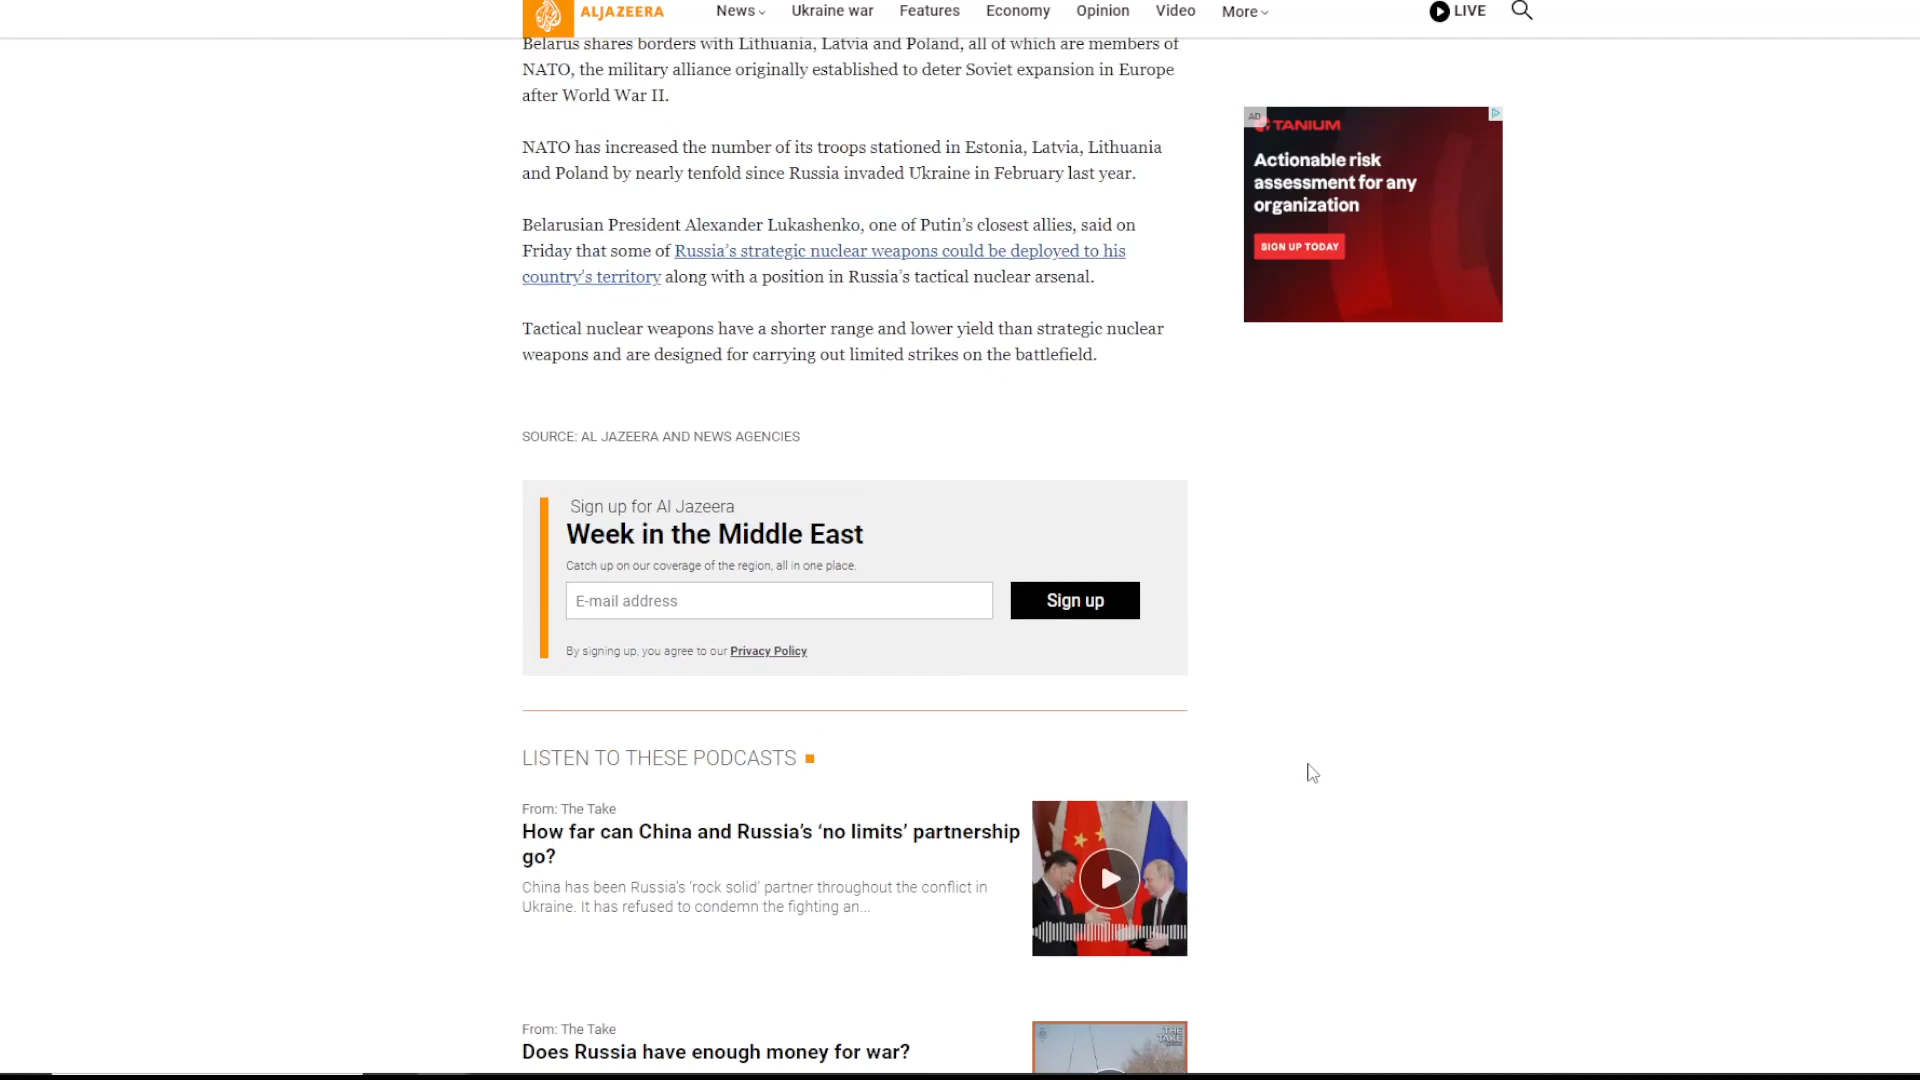 ALJAZEERA
News
Ukraine war
Features
Economy
Opinion
Video
More
LIVE
Belarus shares borders with Lithuania, Latvia and Poland, all of which are members of
NATO, the military alliance originally established to deter Soviet expansion in Europe
after World War II.
NATO has increased the number of its troops stationed in Estonia, Latvia, Lithuania
and Poland by nearly tenfold since Russia invaded Ukraine in February last year.
Belarusian President Alexander Lukashenko, one of Putin’s closest allies, said on
Friday that some of Russia’s strategic nuclear weapons could be deployed to his
country’s territory along with a position in Russia’s tactical nuclear arsenal.
Tactical nuclear weapons have a shorter range and lower yield than strategic nuclear
weapons and are designed for carrying out limited strikes on the battlefield.
SOURCE: AL JAZEERA AND NEWS AGENCIES
AD
TANIUM
Actionable risk
assessment for any
organization
SIGN UP TODAY
Sign up for Al Jazeera
Week in the Middle East
Catch up on our coverage of the region, all in one place.
E-mail address
Sign up
By signing up, you agree to our Privacy Policy
LISTEN TO THESE PODCASTS
From: The Take
How far can China and Russia’s ‘no limits’ partnership
go?
China has been Russia’s ‘rock solid’ partner throughout the conflict in
Ukraine. It has refused to condemn the fighting an...
From: The Take
Does Russia have enough money for war?
THE
TAKE